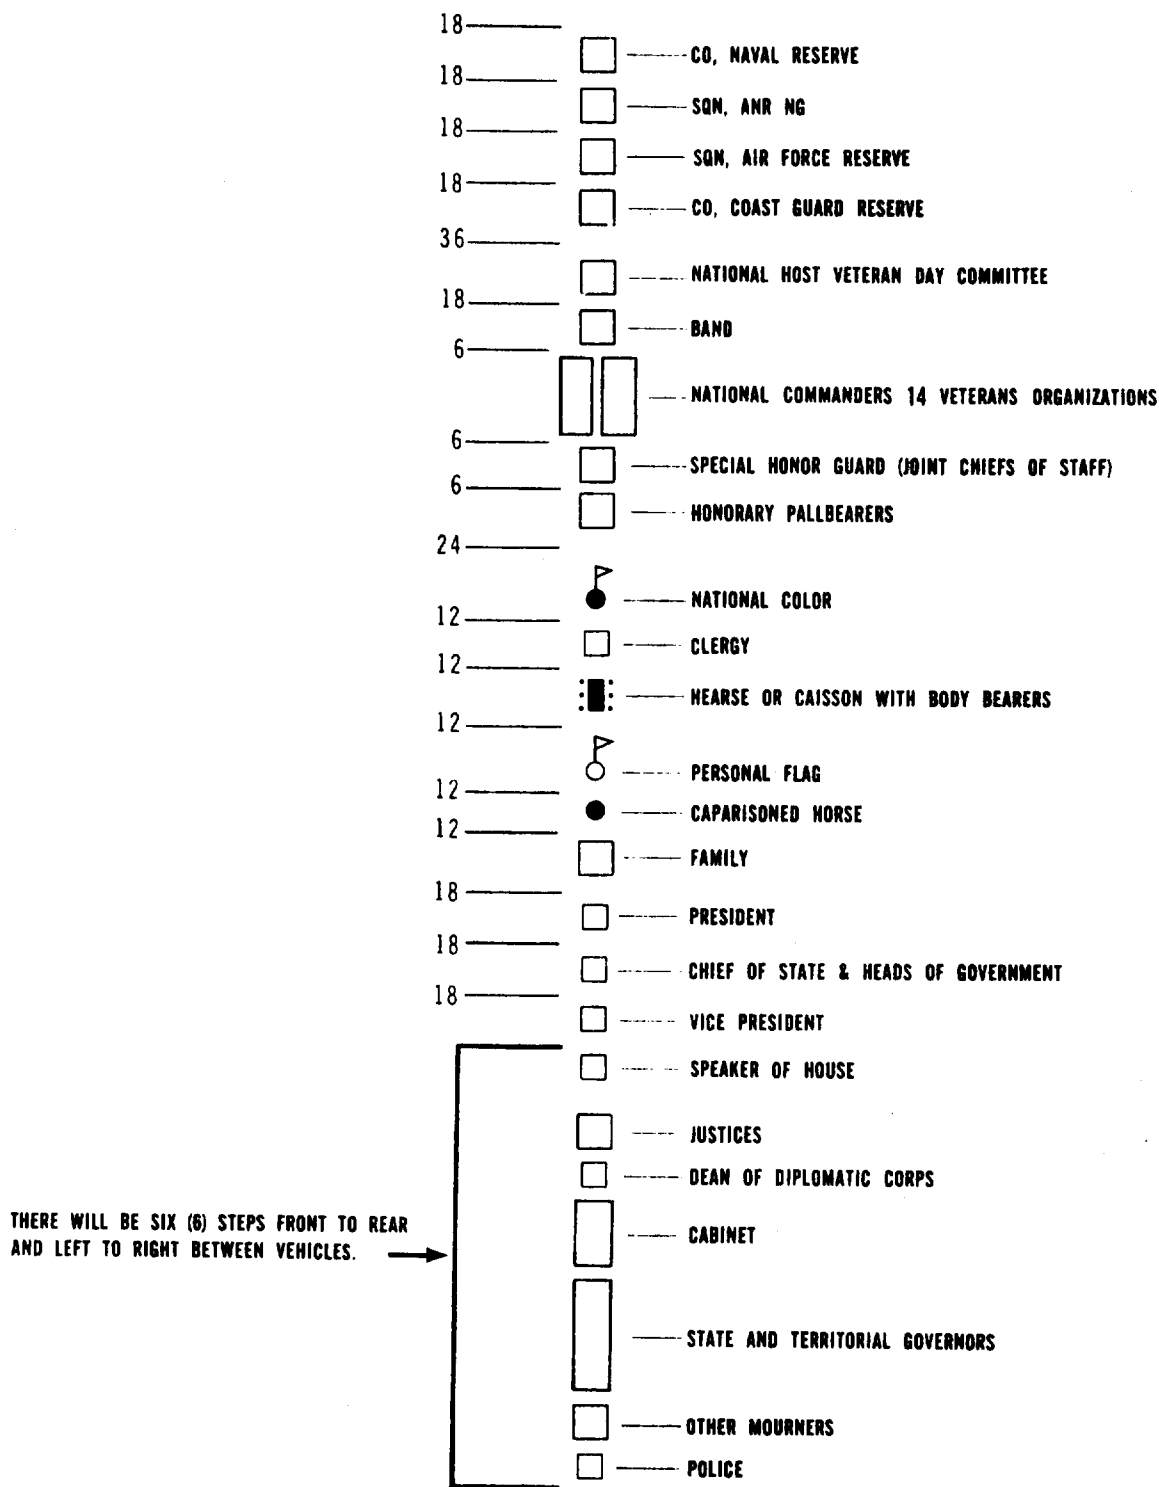 18
CO, NAVAL RESERVE
18
SQN, ANR NG
18
SQN, AIR FORCE RESERVE
18
CO, COAST GUARD RESERVE
36
NATIONAL HOST VETERAN DAY COMMITTEE
18
BAND
6
NATIONAL COMMANDERS 14 VETERANS ORGANIZATIONS
6
SPECIAL HONOR GUARD (JOINT CHIEFS OF STAFF)
6
HONORARY PALLBEARERS
24
NATIONAL COLOR
12
CLERGY
12
HEARSE OR CAISSON WITH BODY BEARERS
12
PERSONAL FLAG
12
CAPARISONED HORSE
12
FAMILY
18
PRESIDENT
18
CHIEF OF STATE & HEADS OF GOVERNMENT
18
VICE PRESIDENT
SPEAKER OF HOUSE
JUSTICES
DEAN OF DIPLOMATIC CORPS
THERE WILL BE SIX (6) STEPS FRONT TO REAR
AND LEFT TO RIGHT BETWEEN VEHICLES.
CABINET
STATE AND TERRITORIAL GOVERNORS
OTHER MOURNERS
POLICE